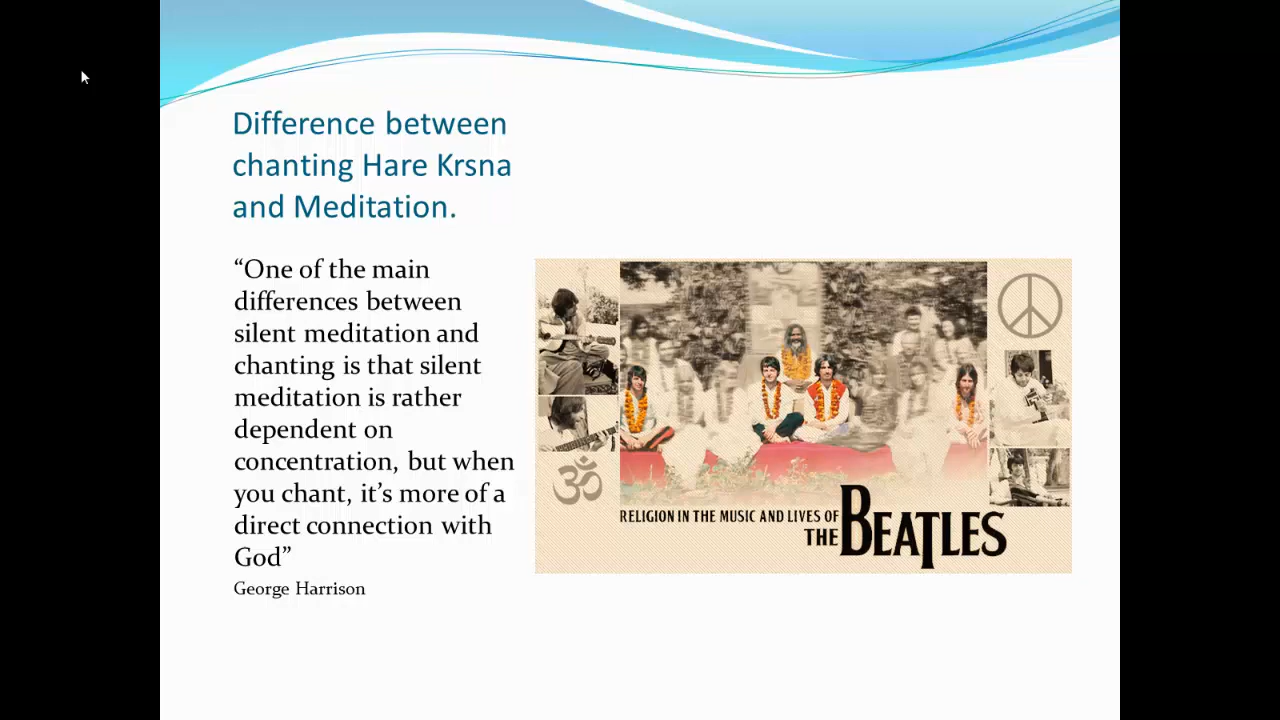 Difference between
chanting Hare Krsna
and Meditation.
“One of the main
differences between
silent meditation and
chanting is that silent
meditation is rather
dependent on
concentration, but when
you chant, it’s more of a
direct connection with
God”
George Harrison
ॐ
RELIGION IN THE MUSIC AND LIVES OF
THE BEATLES